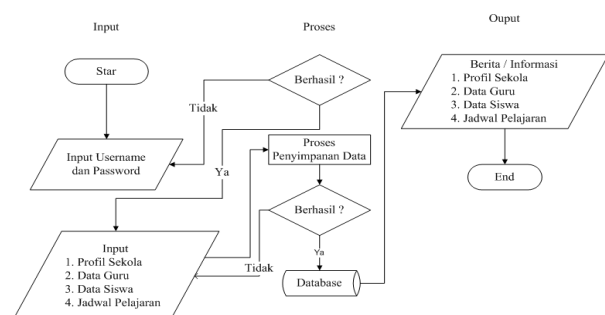 Input
Proses
Ouput
Star
Berhasil ?
Berita / Informasi
1. Profil Sekola
2. Data Guru
3. Data Siswa
4. Jadwal Pelajaran
Tidak
Input Username
dan Password
Proses
Penyimpanan Data
Ya
End
Berhasil ?
Input
1. Profil Sekola
2. Data Guru
3. Data Siswa
4. Jadwal Pelajaran
Tidak
Ya
Database